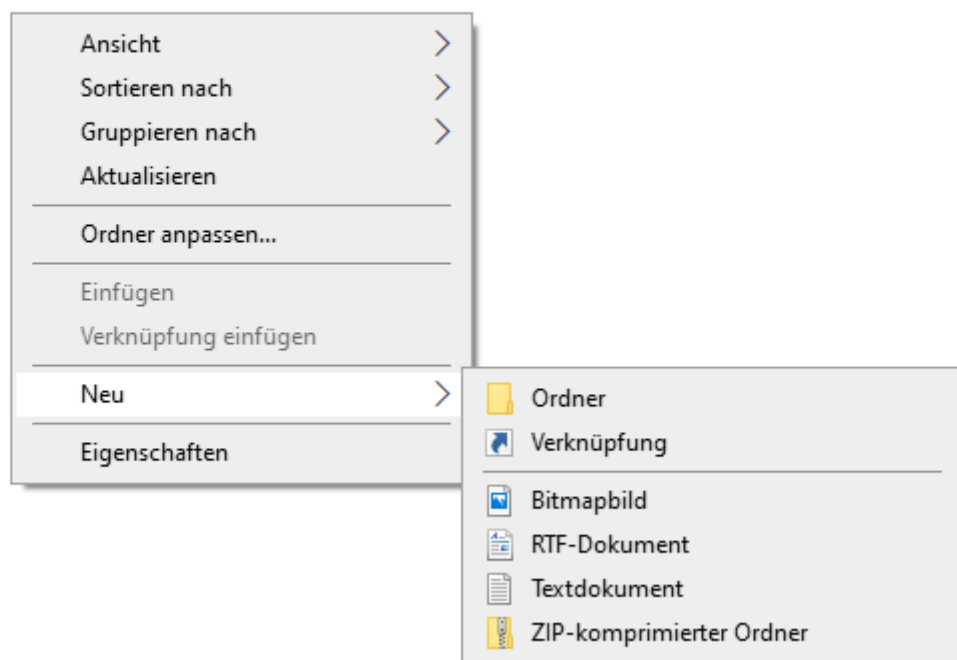 Ansicht
Sortieren nach
Gruppieren nach
Aktualisieren
Ordner anpassen...
Einfügen
Verknüpfung einfügen
Neu
Eigenschaften
Ordner
Verknüpfung
Bitmapbild
RTF-Dokument
Textdokument
ZIP-komprimierter Ordner